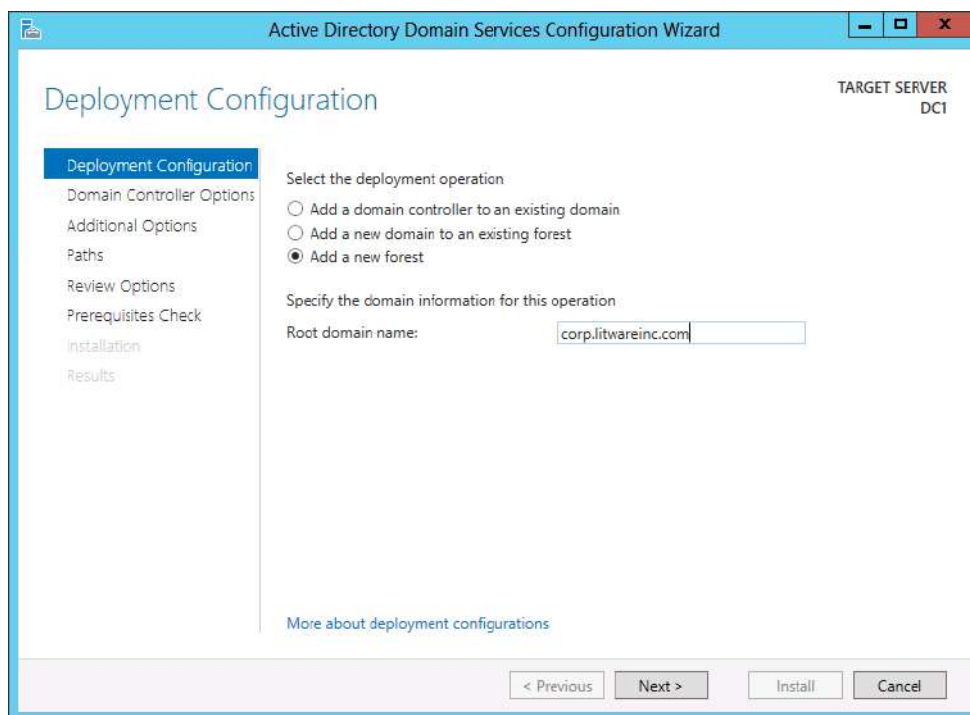 Active Directory Domain Services Configuration Wizard
Deployment Configuration
TARGET SERVER
DC1
Deployment Configuration
Domain Controller Options
Additional Options
Paths
Review Options
Prerequisites Check
Installation
Results
Select the deployment operation
Add a domain controller to an existing domain
Add a new domain to an existing forest
Add a new forest
Specify the domain information for this operation
Root domain name:
corp.litwareinc.com
More about deployment configurations
< Previous
Next >
Install
Cancel